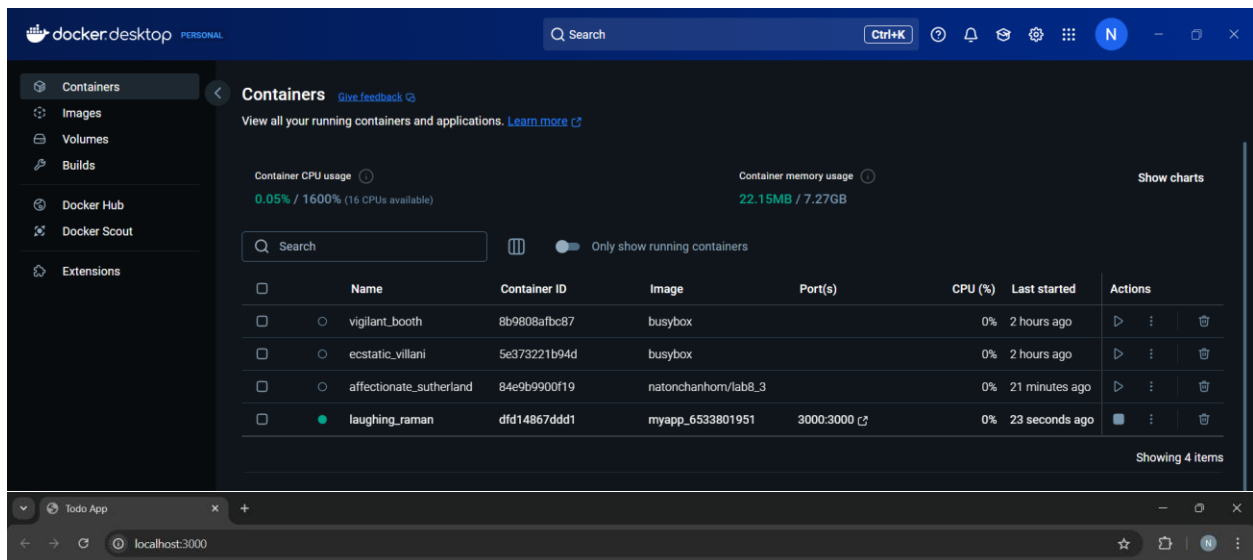 docker.desktop PERSONAL Search Ctrl+K N
Containers
Images
Volumes
Builds
Docker Hub
Docker Scout
Extensions
Containers Give feedback
View all your running containers and applications. Learn more
Container CPU usage
0.05% / 1600% (16 CPUs available)
Container memory usage
22.15MB / 7.27GB
Show charts
Search Only show running containers
Name Container ID Image Port(s) CPU (%) Last started Actions
vigilant_booth 8b9808afbc87 busybox 0% 2 hours ago
ecstatic_villani 5e373221b94d busybox 0% 2 hours ago
affectionate_sutherland 84e9b9900f19 natonchanhom/lab8_3 0% 21 minutes ago
laughing_raman dfd14867ddd1 myapp_6533801951 3000:3000 0% 23 seconds ago
Showing 4 items
Todo App
localhost:3000 N